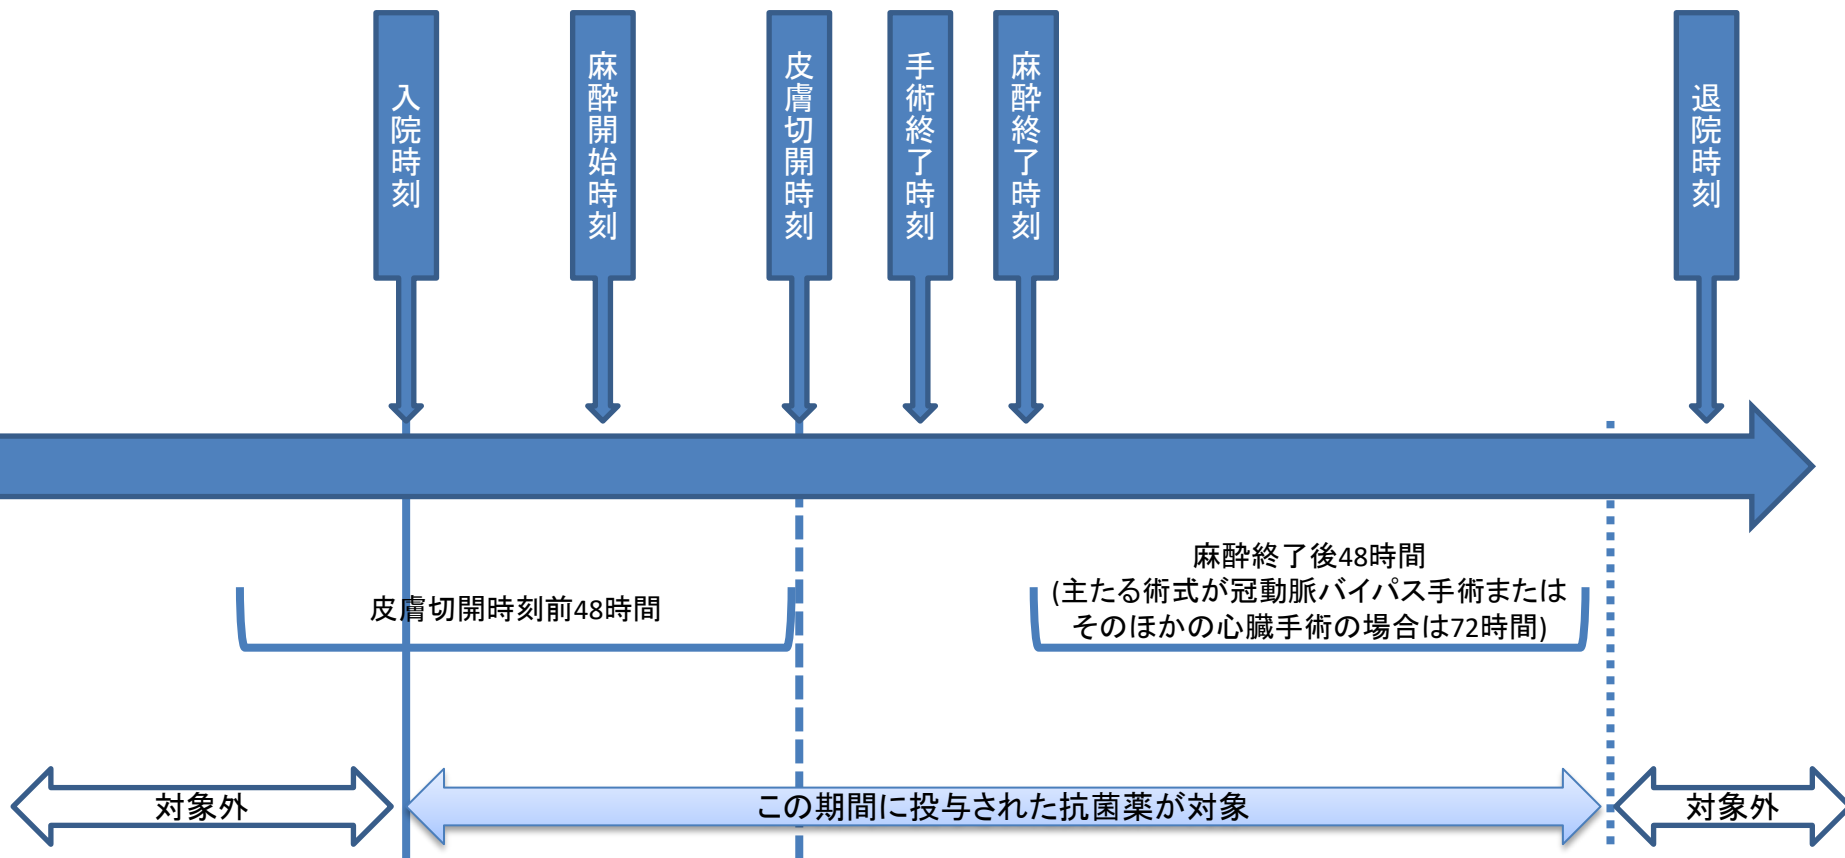 入院時刻
麻酔開始時刻
皮膚切開時刻
手術終了時刻
麻酔終了時刻
退院時刻
皮膚切開時刻前48時間
麻酔終了後48時間
(主たる術式が冠動脈バイパス手術または
そのほかの心臓手術の場合は72時間)
対象外
この期間に投与された抗菌薬が対象
対象外